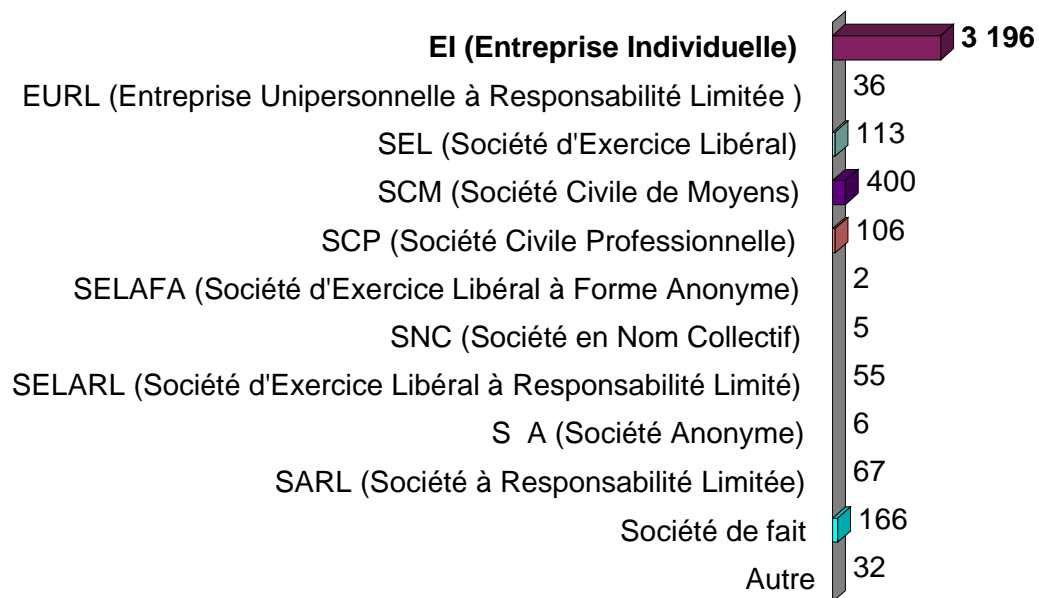 EI (Entreprise Individuelle) 3 196
EURL (Entreprise Unipersonnelle à Responsabilité Limitée ) 36
SEL (Société d'Exercice Libéral) 113
SCM (Société Civile de Moyens) 400
SCP (Société Civile Professionnelle) 106
SELAFA (Société d'Exercice Libéral à Forme Anonyme) 2
SNC (Société en Nom Collectif) 5
SELARL (Société d'Exercice Libéral à Responsabilité Limité) 55
S A (Société Anonyme) 6
SARL (Société à Responsabilité Limitée) 67
Société de fait 166
Autre 32